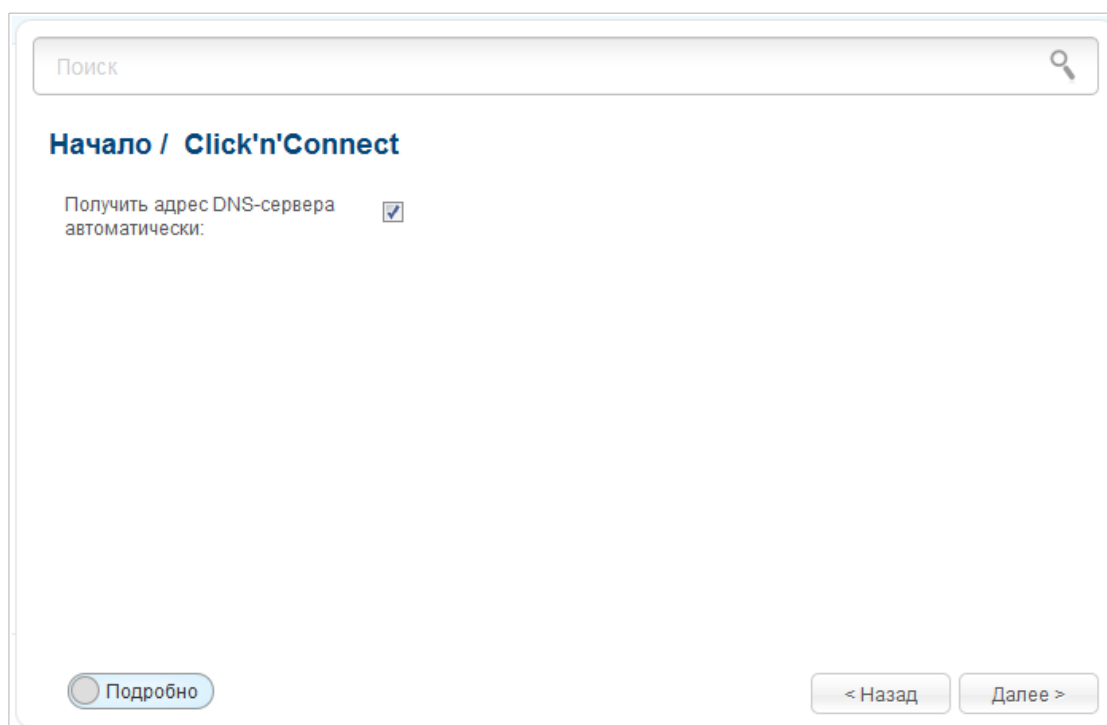 Поиск
Начало / Click'n'Connect
Получить адрес DNS-сервера
автоматически:
Подробно
< Назад
Далее >